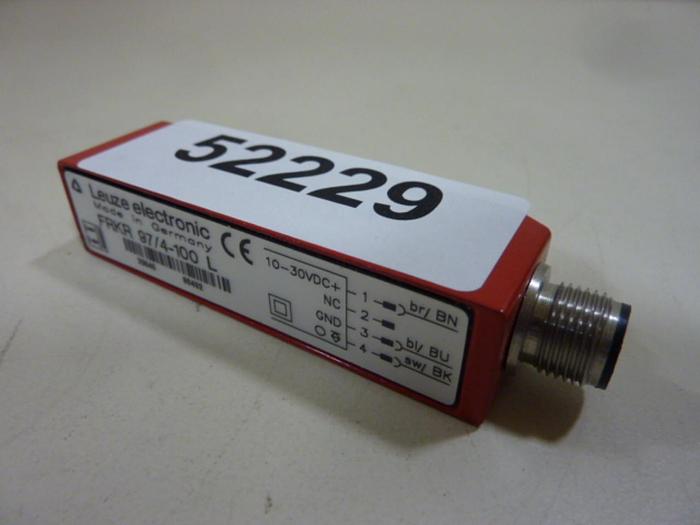 52229
Leuze electronic
Made in Germany
FRKR 97/4-100 L
CE
10-30VDC+
NC
GND
1
2
3
4
br/BN
bl/BU
sw/BK